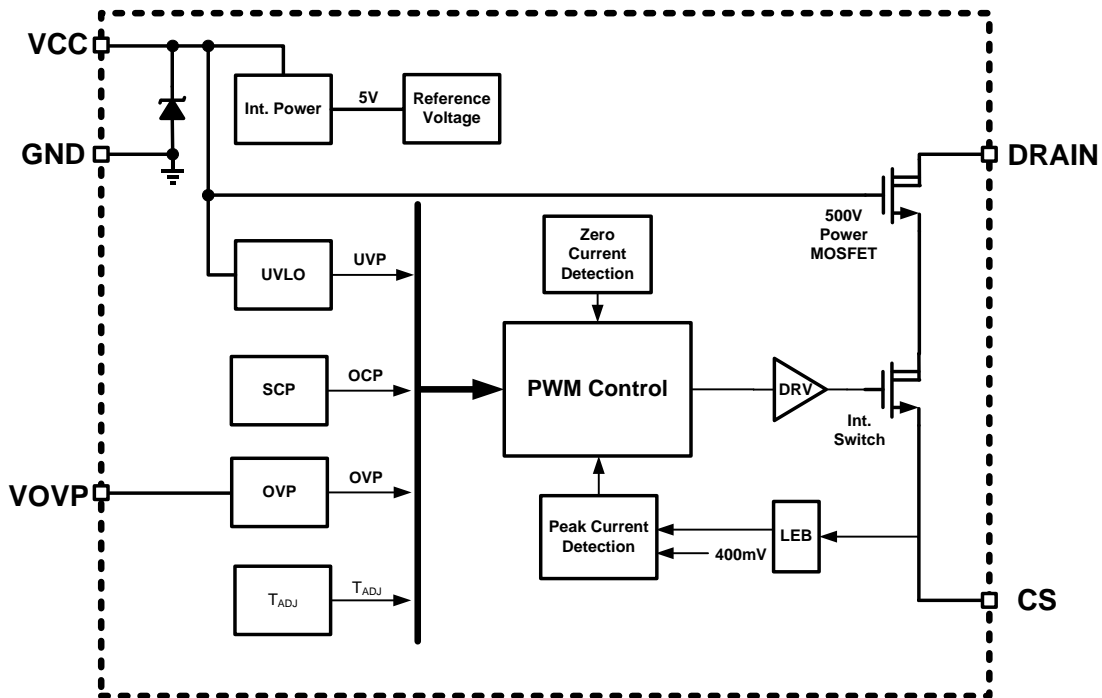 VCC
Int. Power
5V
Reference
Voltage
GND
DRAIN
500V
Power
MOSFET
Zero
Current
Detection
UVLO
UVP
SCP
OCP
PWM Control
DRV
Int.
Switch
VOVP
OVP
OVP
Peak Current
Detection
LEB
400mV
TADJ
TADJ
CS